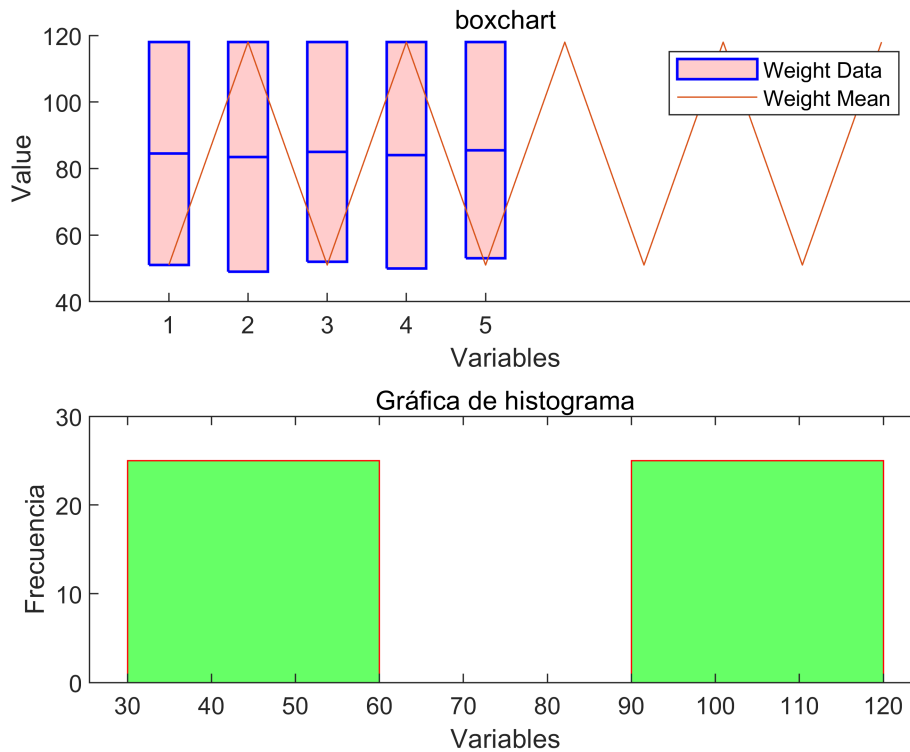 boxchart
120
100
80
60
40
Value
Weight Data
Weight Mean
1 2 3 4 5
Variables
Gráfica de histograma
30
20
10
0
Frecuencia
30 40 50 60 70 80 90 100 110 120
Variables